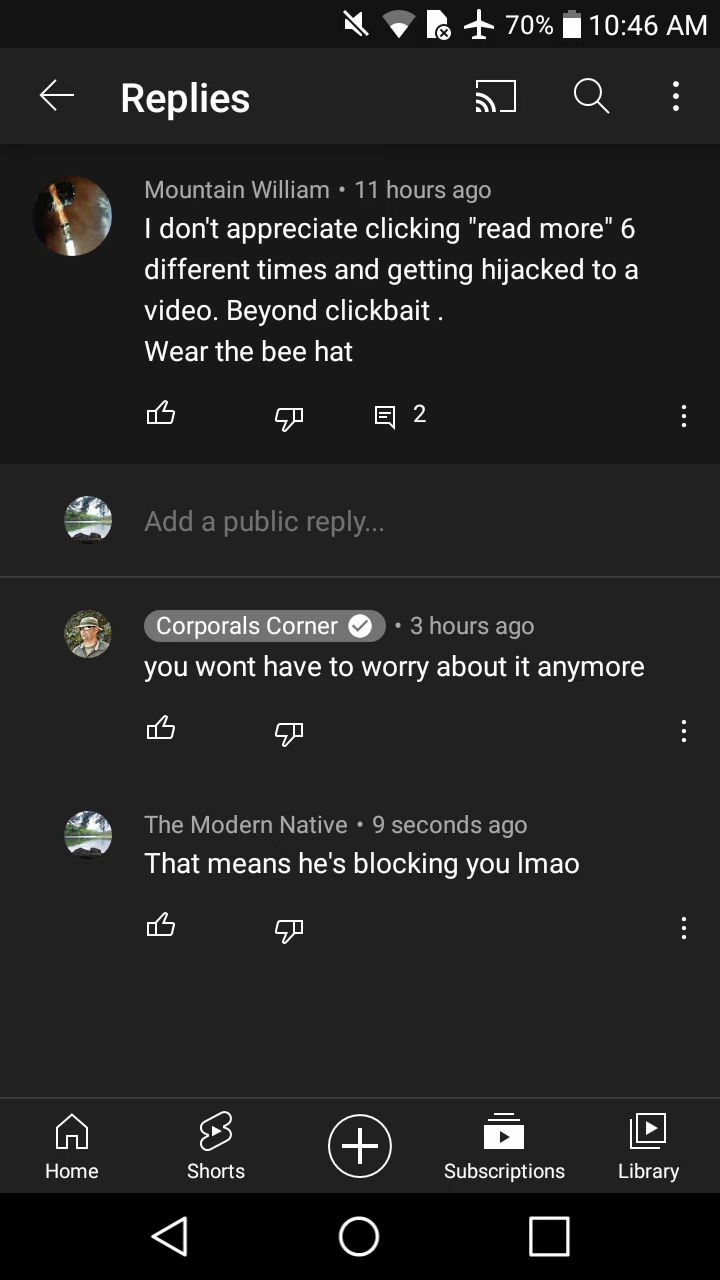 70% 10:46 AM
Replies
Mountain William • 11 hours ago
I don't appreciate clicking "read more" 6
different times and getting hijacked to a
video. Beyond clickbait .
Wear the bee hat
2
Add a public reply...
Corporals Corner • 3 hours ago
you wont have to worry about it anymore
The Modern Native • 9 seconds ago
That means he's blocking you lmao
Home Shorts Subscriptions Library